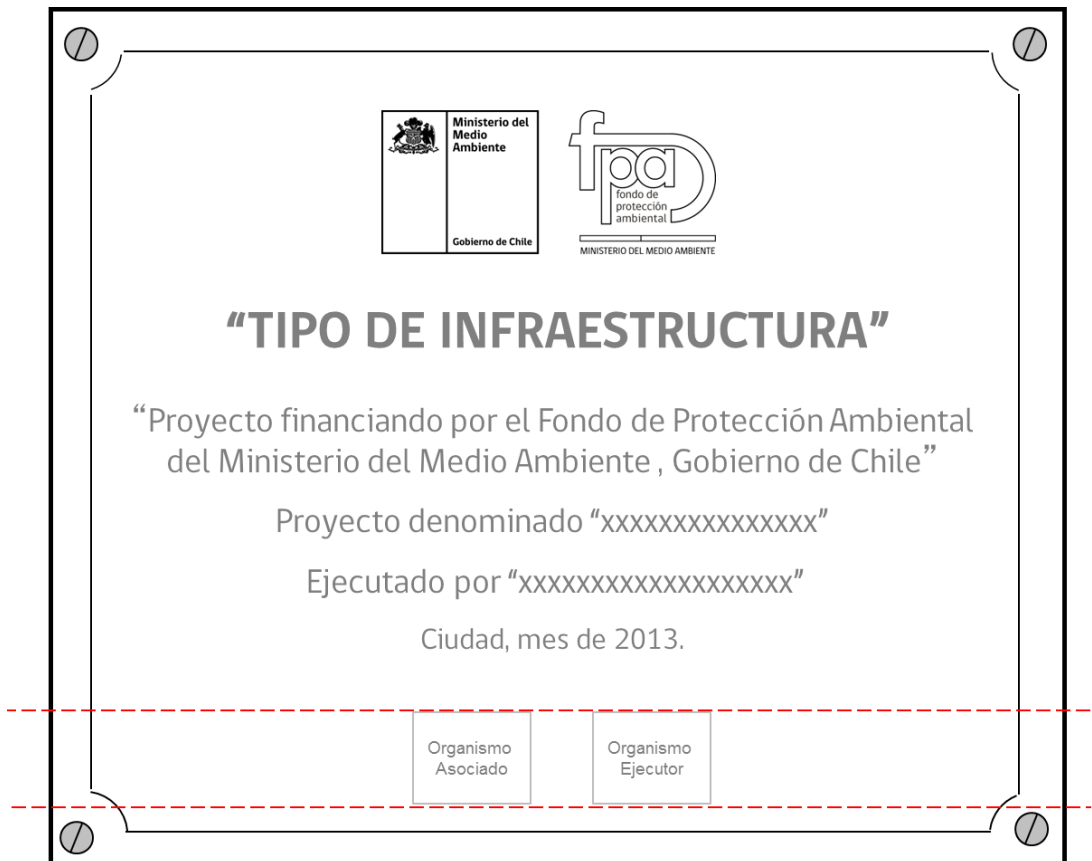 Ministerio del
Medio
Ambiente
Gobierno de Chile
fpa
fondo de
protección
ambiental
MINISTERIO DEL MEDIO AMBIENTE
“TIPO DE INFRAESTRUCTURA”
“Proyecto financiando por el Fondo de Protección Ambiental
del Ministerio del Medio Ambiente , Gobierno de Chile”
Proyecto denominado “xxxxxxxxxxxxxxx”
Ejecutado por “xxxxxxxxxxxxxxxxxxx”
Ciudad, mes de 2013.
Organismo
Asociado
Organismo
Ejecutor